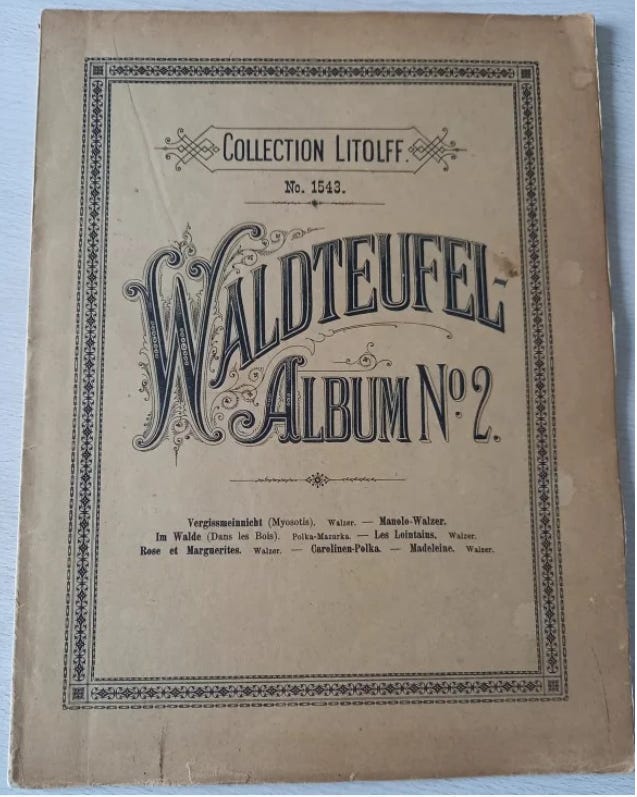 COLLECTION LITOLFF.
No. 1543.
WALDTEUFEL-
ALBUM No. 2.
Vergissmeinnicht (Myosotis). Walzer. — Manolo-Walzer.
Im Walde (Dans les Bois). Polka-Mazurka. — Les Lointains. Walzer.
Rose et Marguerites. Walzer. — Carolinen-Polka. — Madeleine. Walzer.